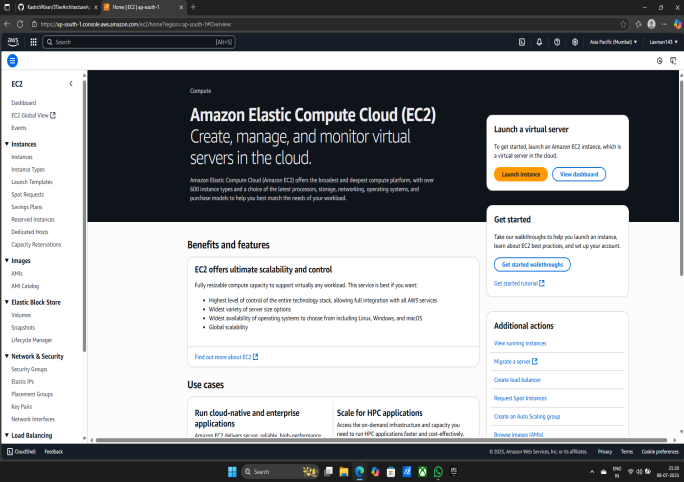 KastroVKiran/3TierArchitectureA
Home | EC2 | ap-south-1
https://ap-south-1.console.aws.amazon.com/ec2/home?region=ap-south-1#Overview:
aws
Search
[Alt+S]
Asia Pacific (Mumbai)
Laxman143
EC2
Dashboard
EC2 Global View
Events
Instances
Instances
Instance Types
Launch Templates
Spot Requests
Savings Plans
Reserved Instances
Dedicated Hosts
Capacity Reservations
Images
AMIs
AMI Catalog
Elastic Block Store
Volumes
Snapshots
Lifecycle Manager
Network & Security
Security Groups
Elastic IPs
Placement Groups
Key Pairs
Network Interfaces
Load Balancing
Compute
Amazon Elastic Compute Cloud (EC2)
Create, manage, and monitor virtual
servers in the cloud.
Amazon Elastic Compute Cloud (Amazon EC2) offers the broadest and deepest compute platform, with over
600 instance types and a choice of the latest processors, storage, networking, operating systems, and
purchase models to help you best match the needs of your workload.
Launch a virtual server
To get started, launch an Amazon EC2 instance, which is
a virtual server in the cloud.
Launch instance
View dashboard
Get started
Take our walkthroughs to help you launch an instance,
learn about EC2 best practices, and set up your account.
Get started walkthroughs
Get started tutorial
Additional actions
View running instances
Migrate a server
Create load balancer
Request Spot Instances
Create an Auto Scaling group
Browse images (AMIs)
Benefits and features
EC2 offers ultimate scalability and control
Fully resizable compute capacity to support virtually any workload. This service is best if you want:
• Highest level of control of the entire technology stack, allowing full integration with all AWS services
• Widest variety of server size options
• Widest availability of operating systems to choose from including Linux, Windows, and macOS
• Global scalability
Find out more about EC2
Use cases
Run cloud-native and enterprise
applications
Amazon EC2 delivers secure, reliable, high-performance,
Scale for HPC applications
Access the on-demand infrastructure and capacity you
need to run HPC applications faster and cost-effectively.
CloudShell
Feedback
© 2025, Amazon Web Services, Inc. or its affiliates.
Privacy
Terms
Cookie preferences
Search
ENG
IN
21:20
08-07-2025